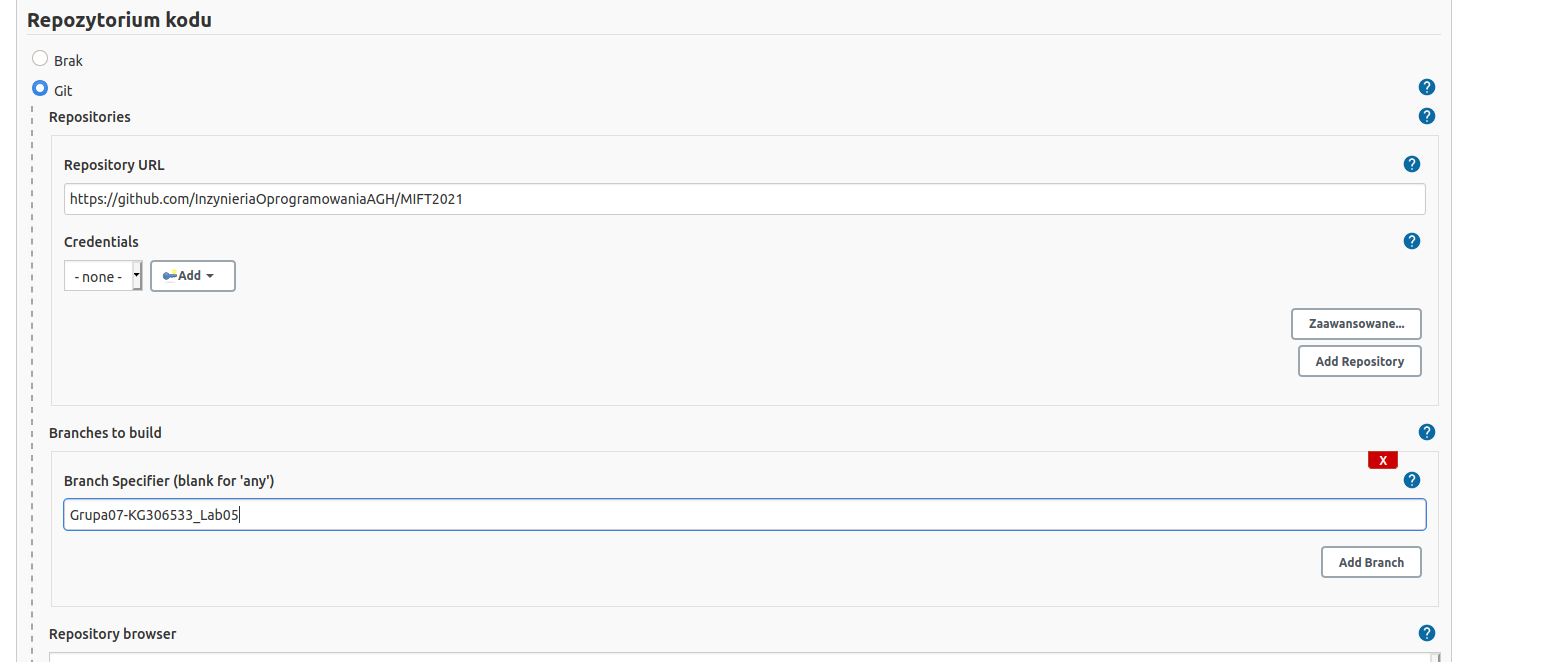 Repozytorium kodu
Brak
Git
Repositories
Repository URL
https://github.com/InzynieriaOprogramowaniaAGH/MIFT2021
Credentials
- none -
Add
Zaawansowane...
Add Repository
Branches to build
X
Branch Specifier (blank for 'any')
Grupa07-KG306533_Lab05
Add Branch
Repository browser